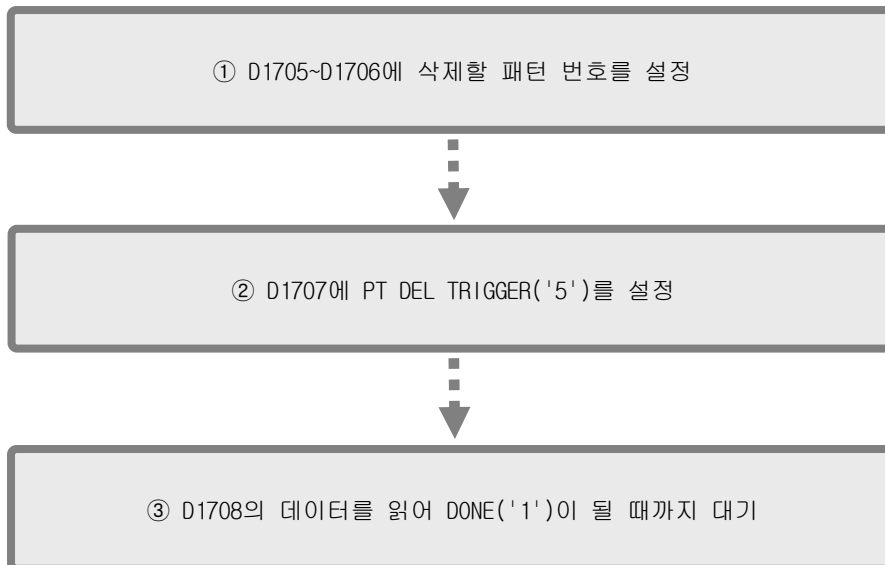 ① D1705~D1706에 삭제할 패턴 번호를 설정
② D1707에 PT DEL TRIGGER('5')를 설정
③ D1708의 데이터를 읽어 DONE('1')이 될 때까지 대기